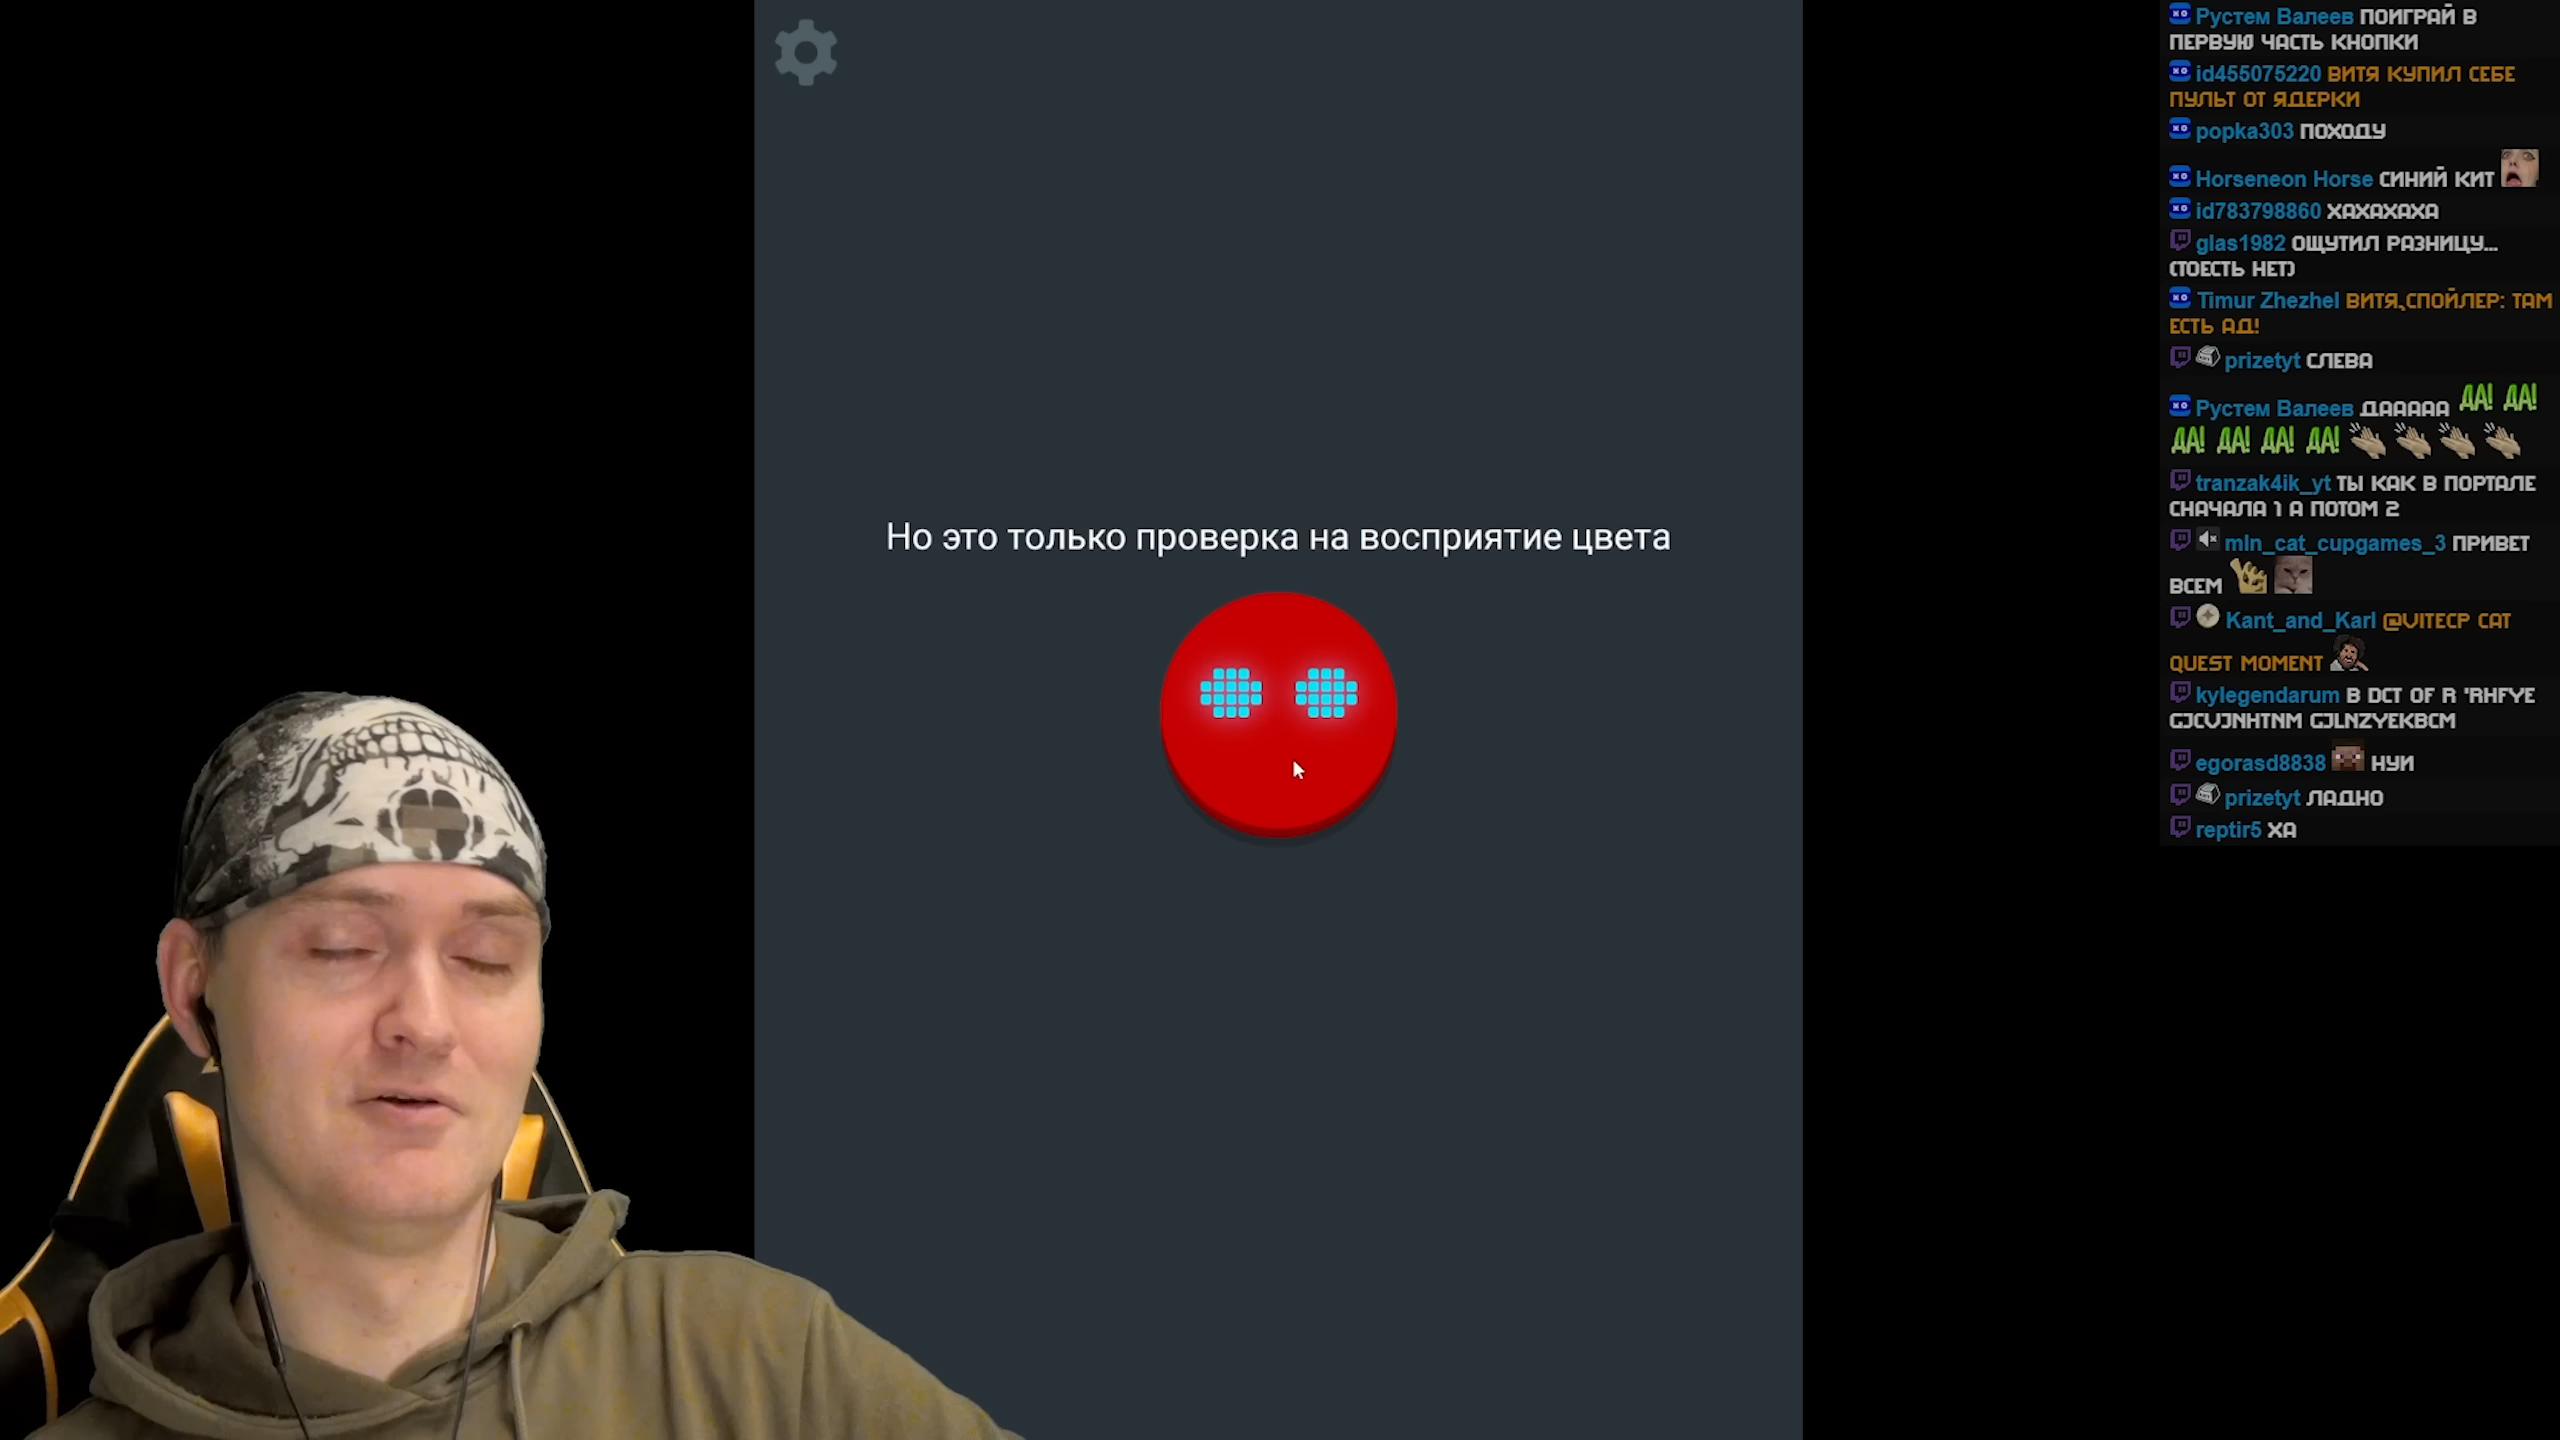 Но это только проверка на восприятие цвета
Рустем Валеев ПОИГРАЙ В
ПЕРВУЮ ЧАСТЬ КНОПКИ
id455075220 ВИТЯ КУПИЛ СЕБЕ
ПУЛЬТ ОТ ЯДЕРКИ
popka303 ПОХОДУ
Horseneon Horse СИНИЙ КИТ
id783798860 ХАХАХАХА
glas1982 ОЩУТИЛ РАЗНИЦУ...
(ТОЕСТЬ НЕТ)
Timur Zhezhel ВИТЯ,СПОЙЛЕР: ТАМ
ЕСТЬ АД!
prizetyt СЛЕВА
Рустем Валеев ДААААА ДА! ДА!
ДА! ДА! ДА! ДА!
tranzak4ik_yt ТЫ КАК В ПОРТАЛЕ
СНАЧАЛА 1 А ПОТОМ 2
mln_cat_cupgames_3 ПРИВЕТ
ВСЕМ
Kant_and_Karl @VITECP CAT
QUEST MOMENT
kylegendarum B DCT OF R 'RHFYE
GJCVJNHTNM GJLNZYEKBCM
egorasd8838 НУИ
prizetyt ЛАДНО
reptir5 ХА